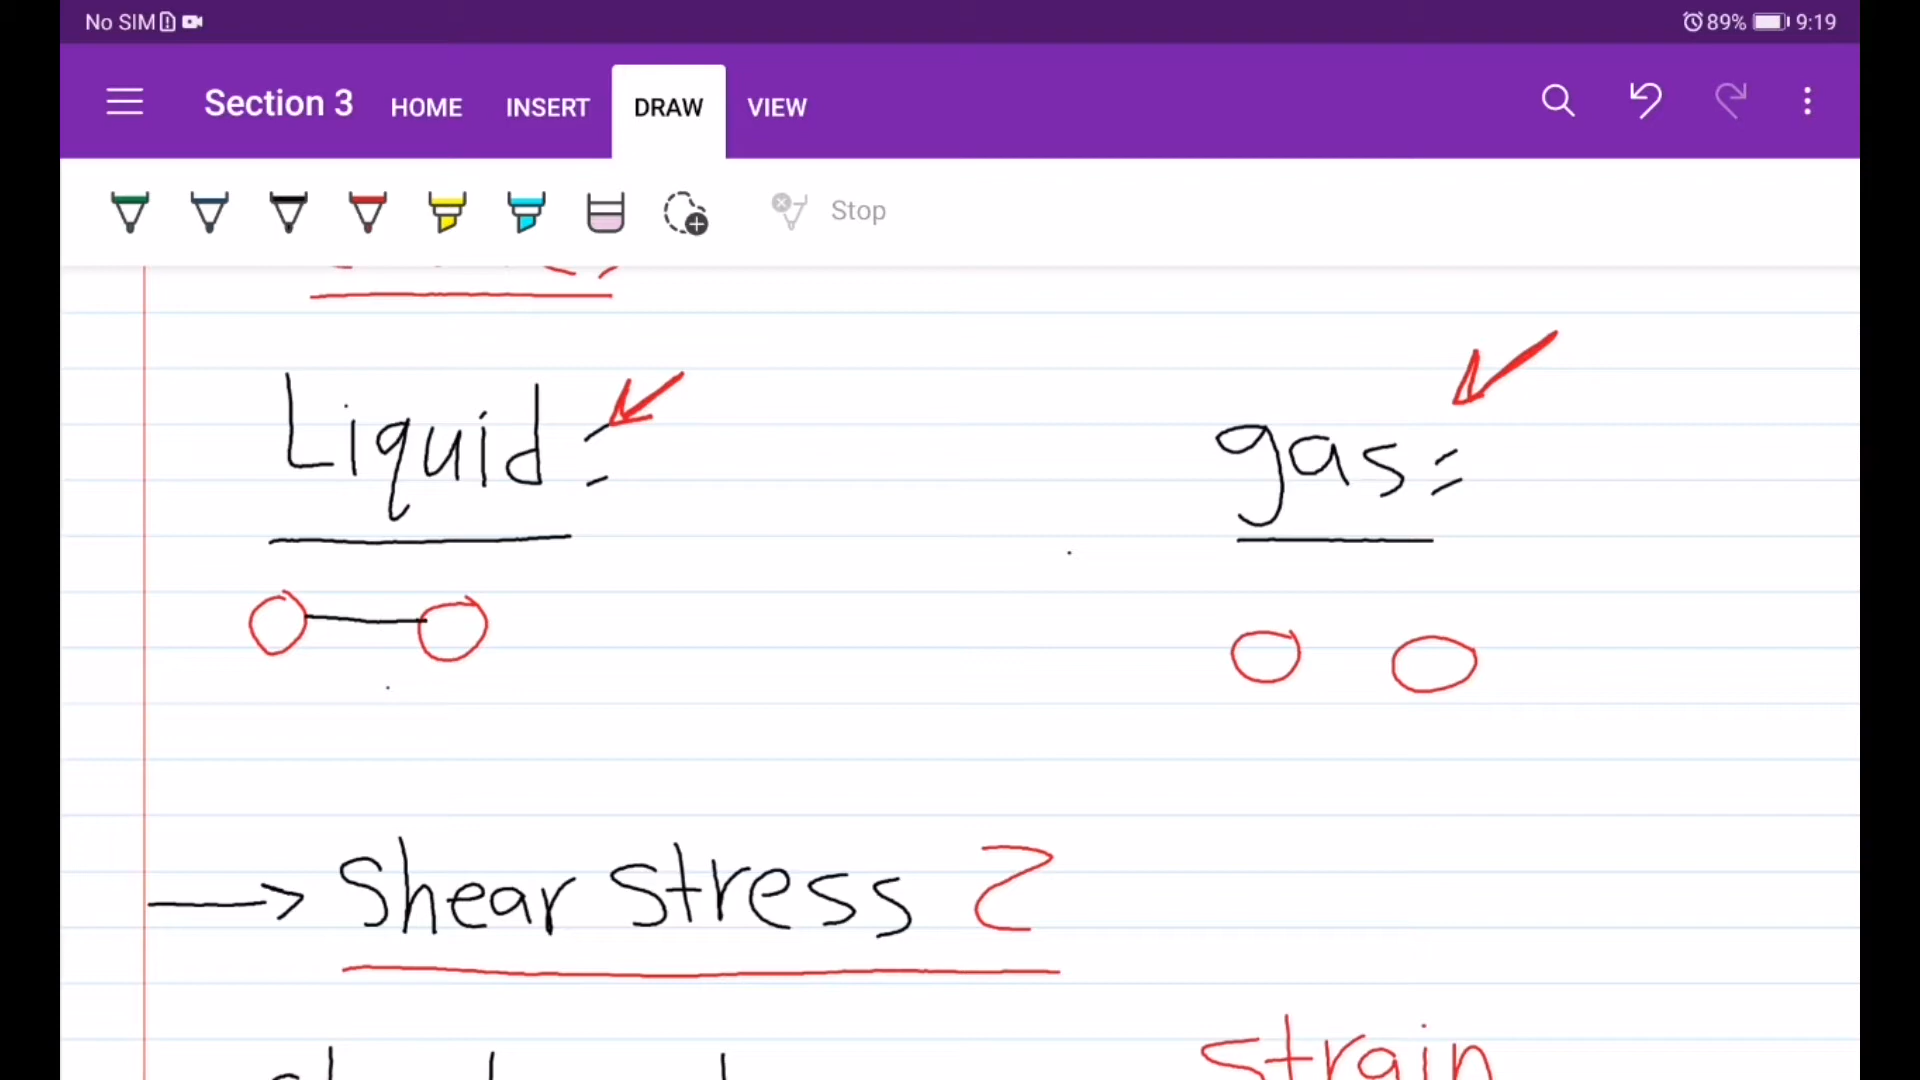 No SIM 89% 9:19
Section 3 HOME INSERT DRAW VIEW
Stop
Liquid: gas:
→ Shear Stress τ
Strain